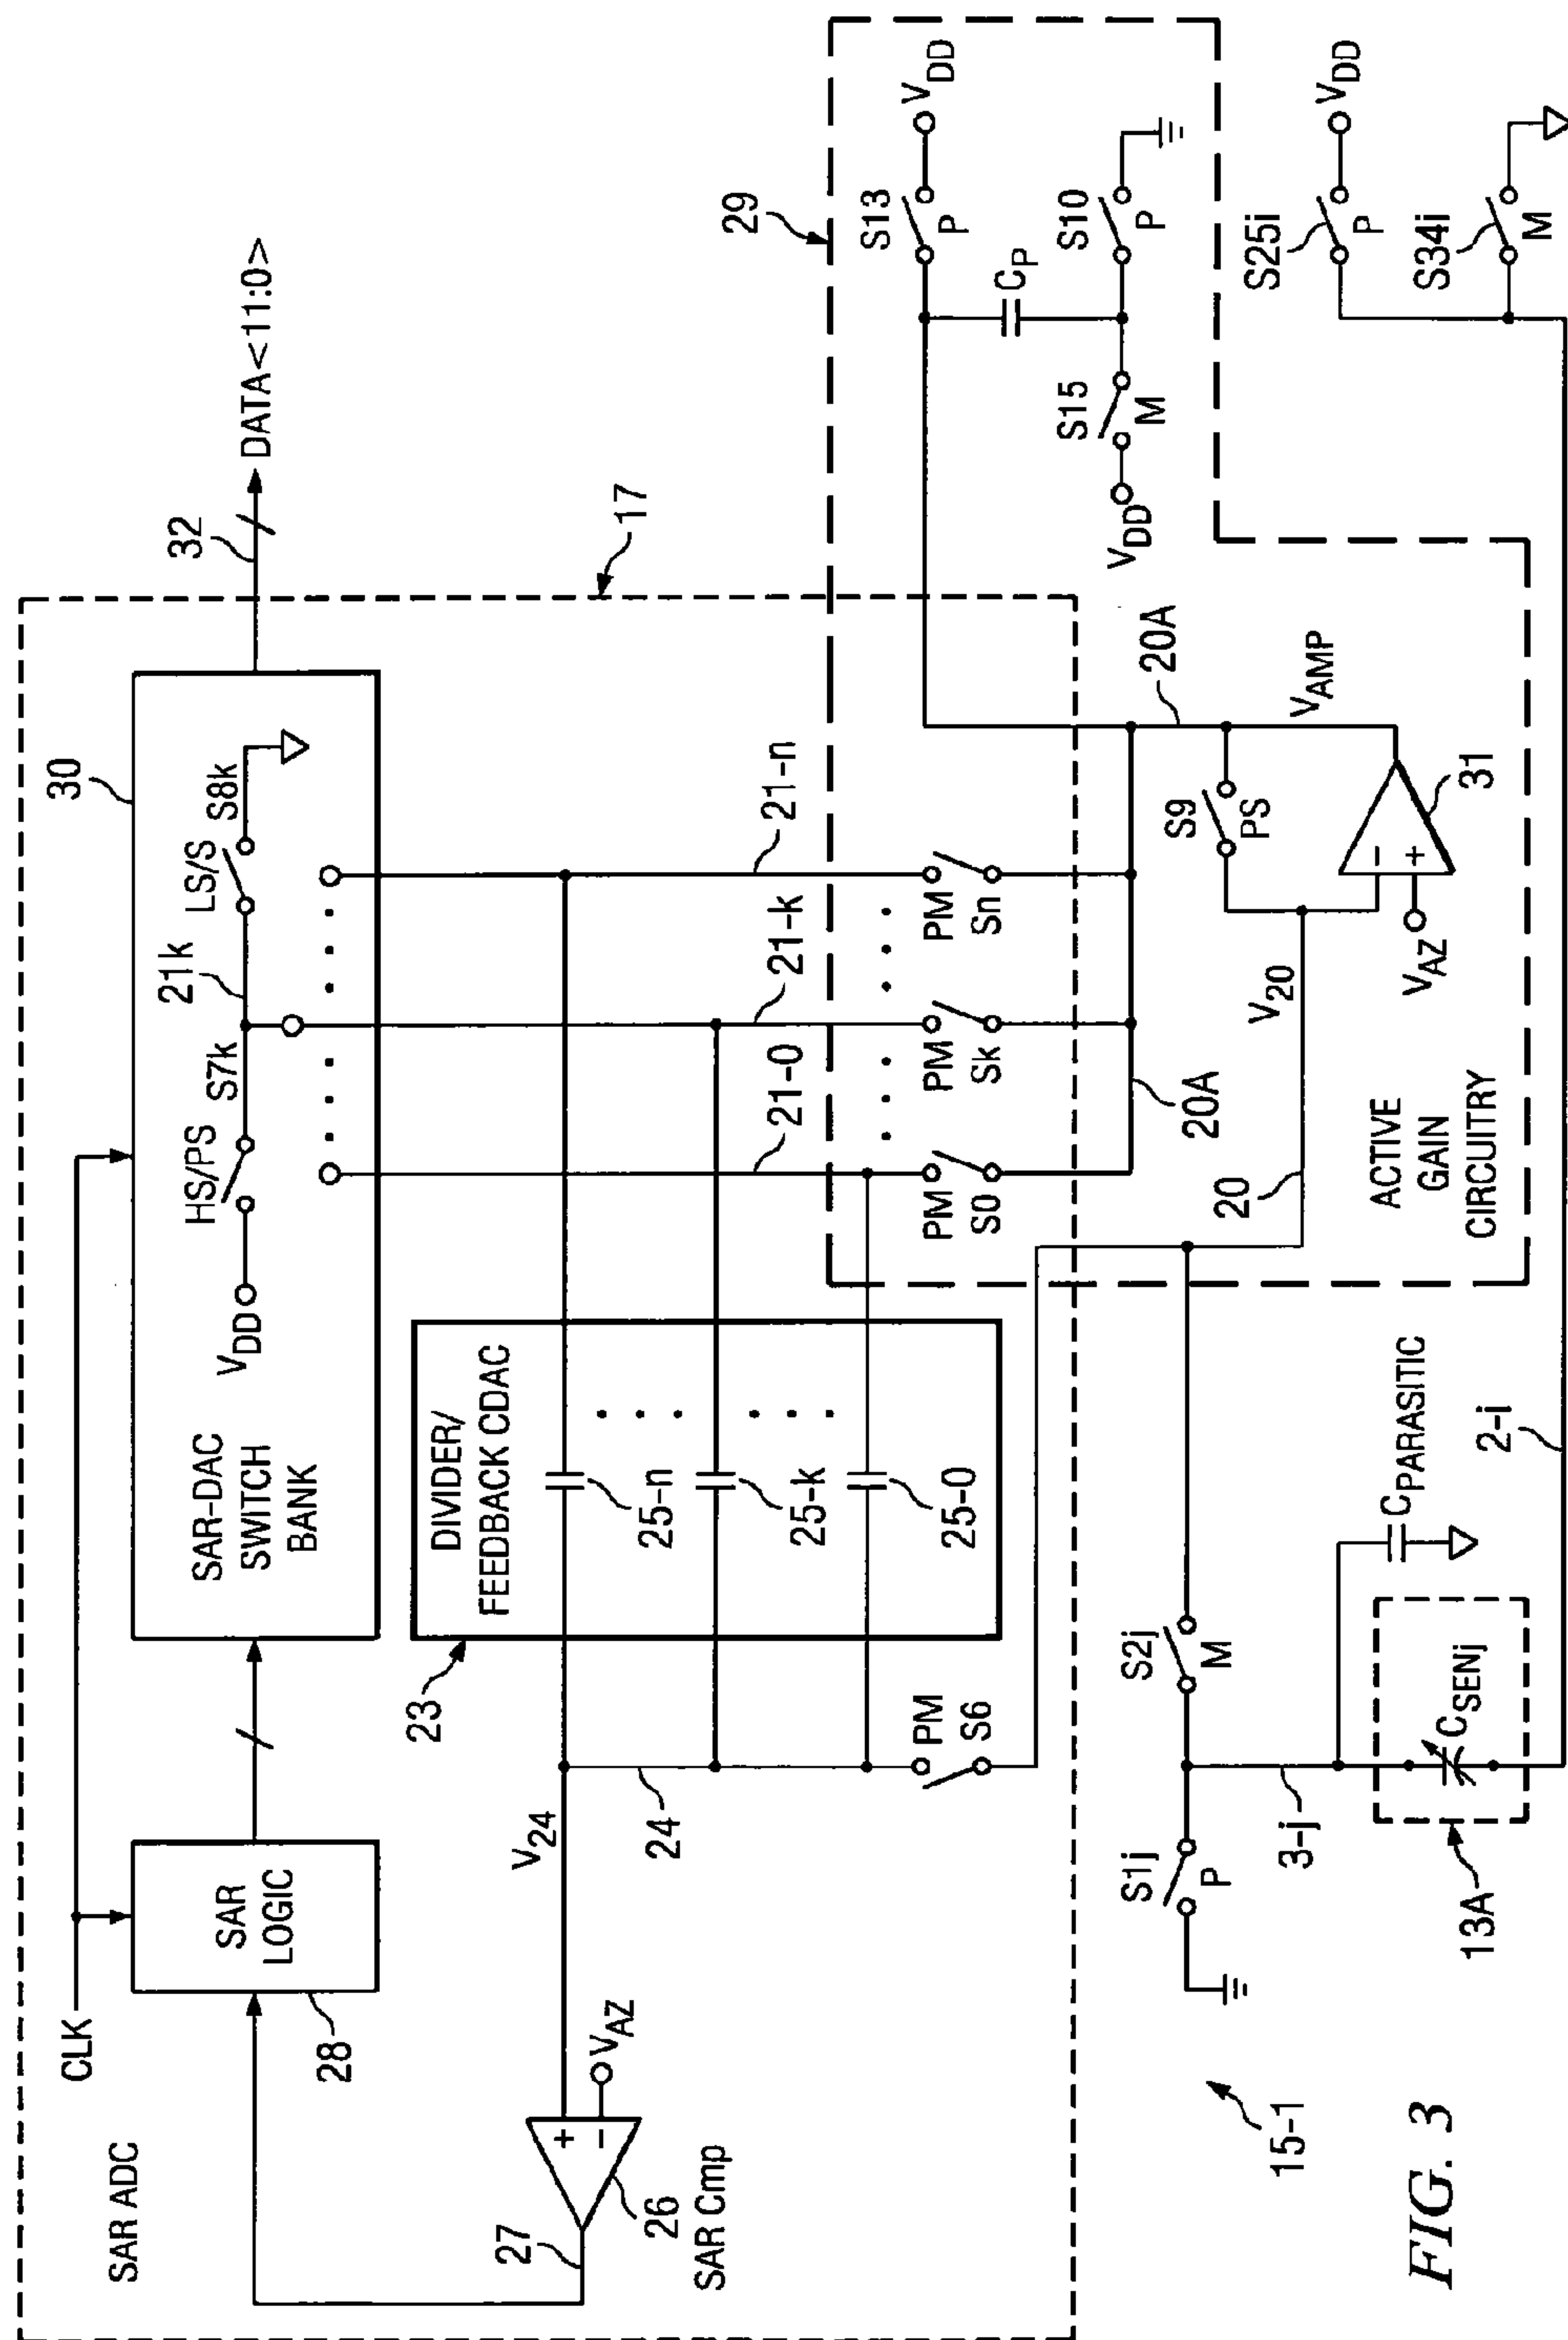 SAR ADC
CLK
SAR
LOGIC
28
30
SAR-DAC
SWITCH
BANK
V_DD
HS/PS
S7k
21k
LS/S
S8k
32
DATA<11:0>
17
27
26
SAR Cmp
V_AZ
V_24
24
23
DIVIDER/
FEEDBACK CDAC
25-n
25-k
25-0
21-0
21-k
21-n
PM
S6
PM
S0
PM
Sk
PM
Sn
20A
20A
29
S13
P
V_DD
C_P
S15
M
V_DD
S10
P
S9
PS
V_AMP
31
V_20
V_AZ
20
ACTIVE
GAIN
CIRCUITRY
S25i
P
V_DD
S34i
M
S1j
P
S2j
M
3-j
C_PARASITIC
C_SENj
13A
2-i
15-1
FIG. 3